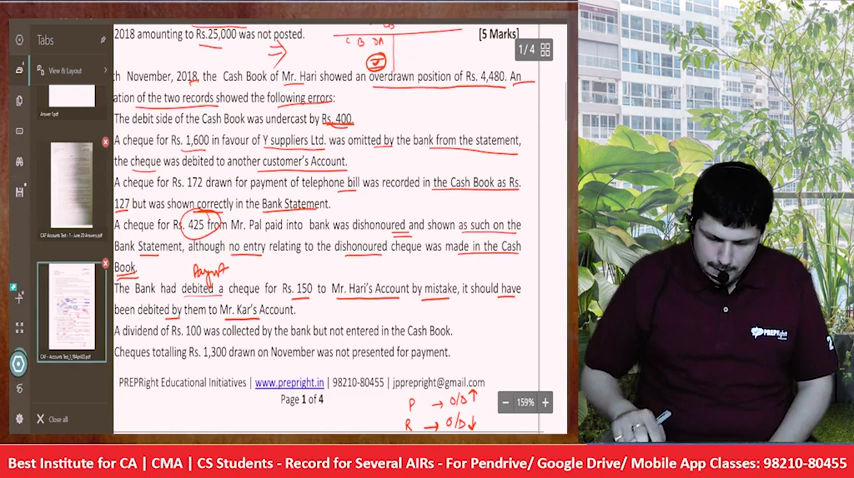 Tabs
View & Layout
Answer 1.pdf
CAF Accounts Test - 1 - June 20 Answers.pdf
CAF - Accounts Test_1_19April20.pdf
Close all
2018 amounting to Rs.25,000 was not posted.
[5 Marks]
C B DA
1/4
th November, 2018, the Cash Book of Mr. Hari showed an overdrawn position of Rs. 4,480. An
ation of the two records showed the following errors:
The debit side of the Cash Book was undercast by Rs. 400.
A cheque for Rs. 1,600 in favour of Y suppliers Ltd. was omitted by the bank from the statement,
the cheque was debited to another customer's Account.
A cheque for Rs. 172 drawn for payment of telephone bill was recorded in the Cash Book as Rs.
127 but was shown correctly in the Bank Statement.
A cheque for Rs. 425 from Mr. Pal paid into bank was dishonoured and shown as such on the
Bank Statement, although no entry relating to the dishonoured cheque was made in the Cash
Book.
The Bank had debited a cheque for Rs. 150 to Mr. Hari's Account by mistake, it should have
been debited by them to Mr. Kar's Account.
A dividend of Rs. 100 was collected by the bank but not entered in the Cash Book.
Cheques totalling Rs. 1,300 drawn on November was not presented for payment.
PREPRight Educational Initiatives | www.prepright.in | 98210-80455 | jpprepright@gmail.com
Page 1 of 4
P → O/D ↑
R → O/D ↓
159%
PREPRight
Best Institute for CA | CMA | CS Students - Record for Several AIRs - For Pendrive/ Google Drive/ Mobile App Classes: 98210-80455